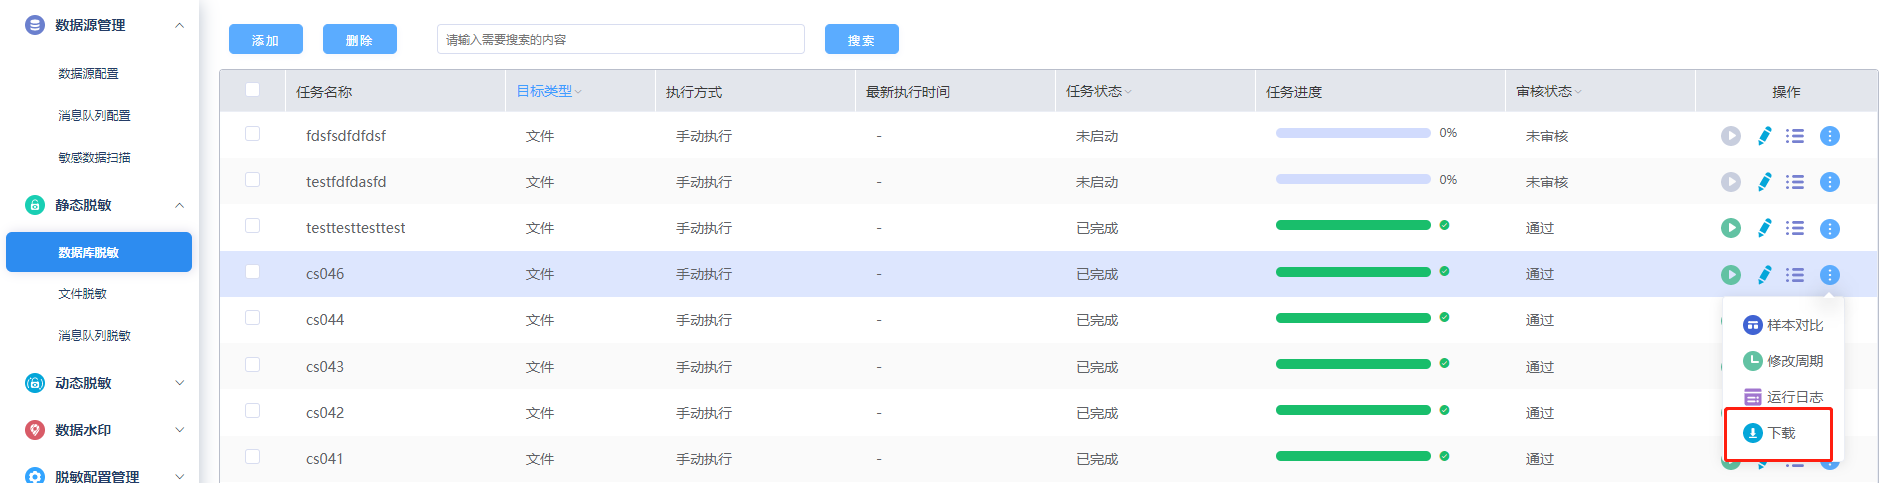 数据源管理
数据源配置
消息队列配置
敏感数据扫描
静态脱敏
数据库脱敏
文件脱敏
消息队列脱敏
动态脱敏
数据水印
脱敏配置管理
添加 删除 请输入需要搜索的内容 搜索
任务名称 目标类型 执行方式 最新执行时间 任务状态 任务进度 审核状态 操作
fdsfsdfdfdsf 文件 手动执行 - 未启动 0% 未审核
testfdfdasfd 文件 手动执行 - 未启动 0% 未审核
testtesttesttest 文件 手动执行 - 已完成 通过
cs046 文件 手动执行 - 已完成 通过
cs044 文件 手动执行 - 已完成 通过
cs043 文件 手动执行 - 已完成 通过
cs042 文件 手动执行 - 已完成 通过
cs041 文件 手动执行 - 已完成 通过
样本对比
修改周期
运行日志
下载